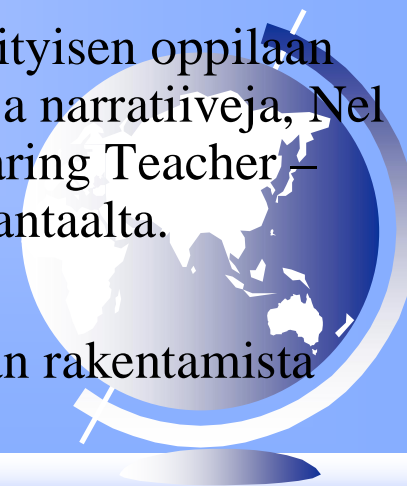 ityisen oppilaan
a narratiiveja, Nel
aring Teacher –
antaalta.
n rakentamista